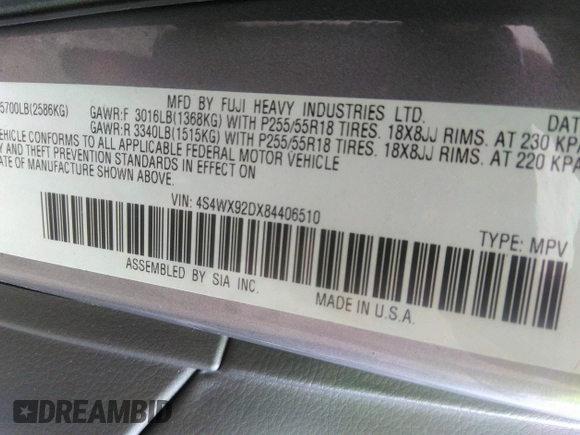 5700LB(2586KG)
MFD BY FUJI HEAVY INDUSTRIES LTD.
DAT
GAWR:F 3016LB(1368KG) WITH P255/55R18 TIRES. 18X8JJ RIMS. AT 230 KPA
GAWR:R 3340LB(1515KG) WITH P255/55R18 TIRES. 18X8JJ RIMS. AT 220 KPA
VEHICLE CONFORMS TO ALL APPLICABLE FEDERAL MOTOR VEHICLE
Y AND THEFT PREVENTION STANDARDS IN EFFECT ON
E OF MANUFACTURE SHOWN ABOVE.
VIN: 4S4WX92DX84406510
TYPE: MPV
ASSEMBLED BY SIA INC.
MADE IN U.S.A.
DREAMBID